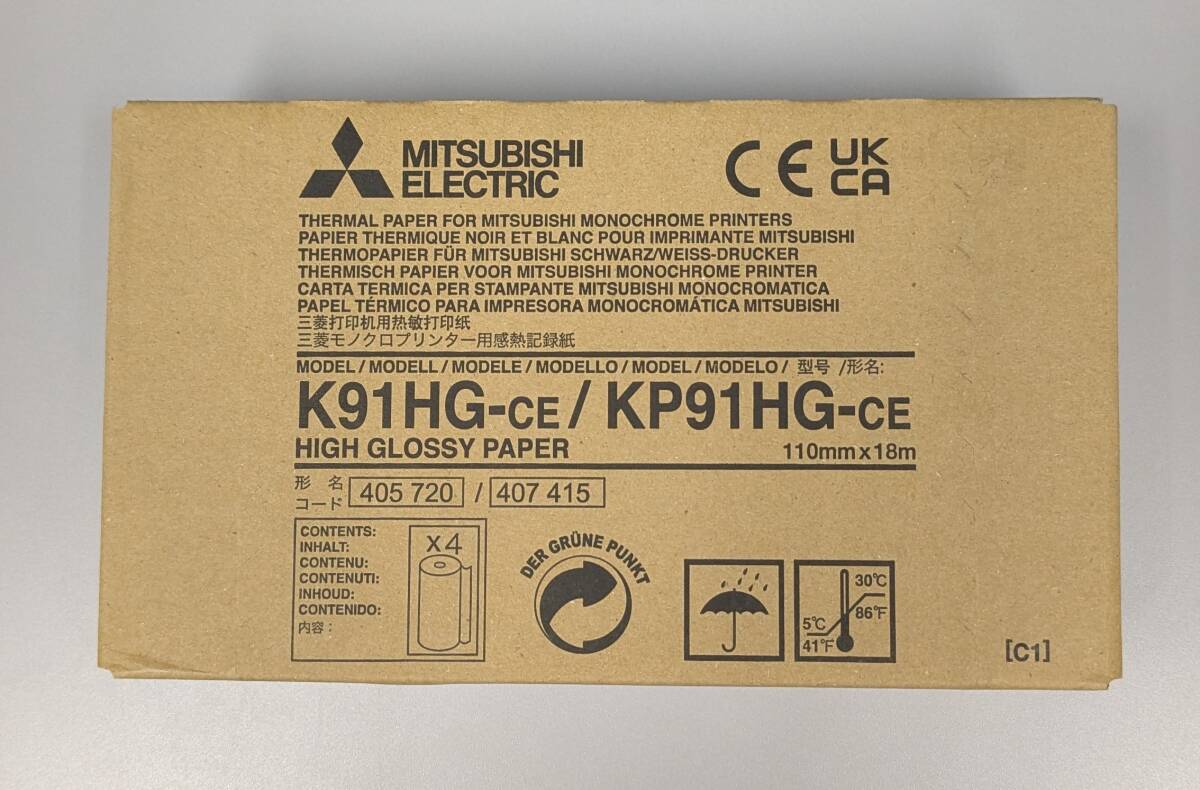 MITSUBISHI
ELECTRIC
CE UK
CA
THERMAL PAPER FOR MITSUBISHI MONOCHROME PRINTERS
PAPIER THERMIQUE NOIR ET BLANC POUR IMPRIMANTE MITSUBISHI
THERMOPAPIER FÜR MITSUBISHI SCHWARZ/WEISS-DRUCKER
THERMISCH PAPIER VOOR MITSUBISHI MONOCHROME PRINTER
CARTA TERMICA PER STAMPANTE MITSUBISHI MONOCROMATICA
PAPEL TÉRMICO PARA IMPRESORA MONOCROMÁTICA MITSUBISHI
三菱打印机用热敏打印纸
三菱モノクロプリンター用感熱記録紙
MODEL / MODELL / MODELE / MODELLO / MODEL / MODELO / 型号 /形名:
K91HG-CE / KP91HG-CE
HIGH GLOSSY PAPER 110mm x 18m
形 名
コード 405 720 / 407 415
CONTENTS:
INHALT:
CONTENU:
CONTENUTI:
INHOUD:
CONTENIDO:
内容:
x4
DER GRÜNE PUNKT
30℃
86℉
5℃
41℉
[C1]